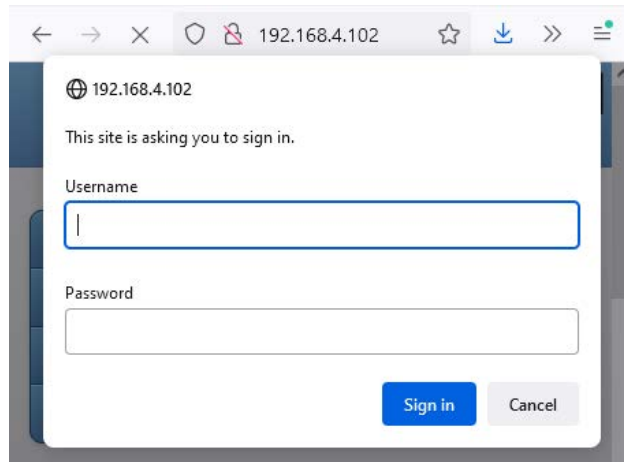 192.168.4.102
192.168.4.102
This site is asking you to sign in.
Username
Password
Sign in Cancel